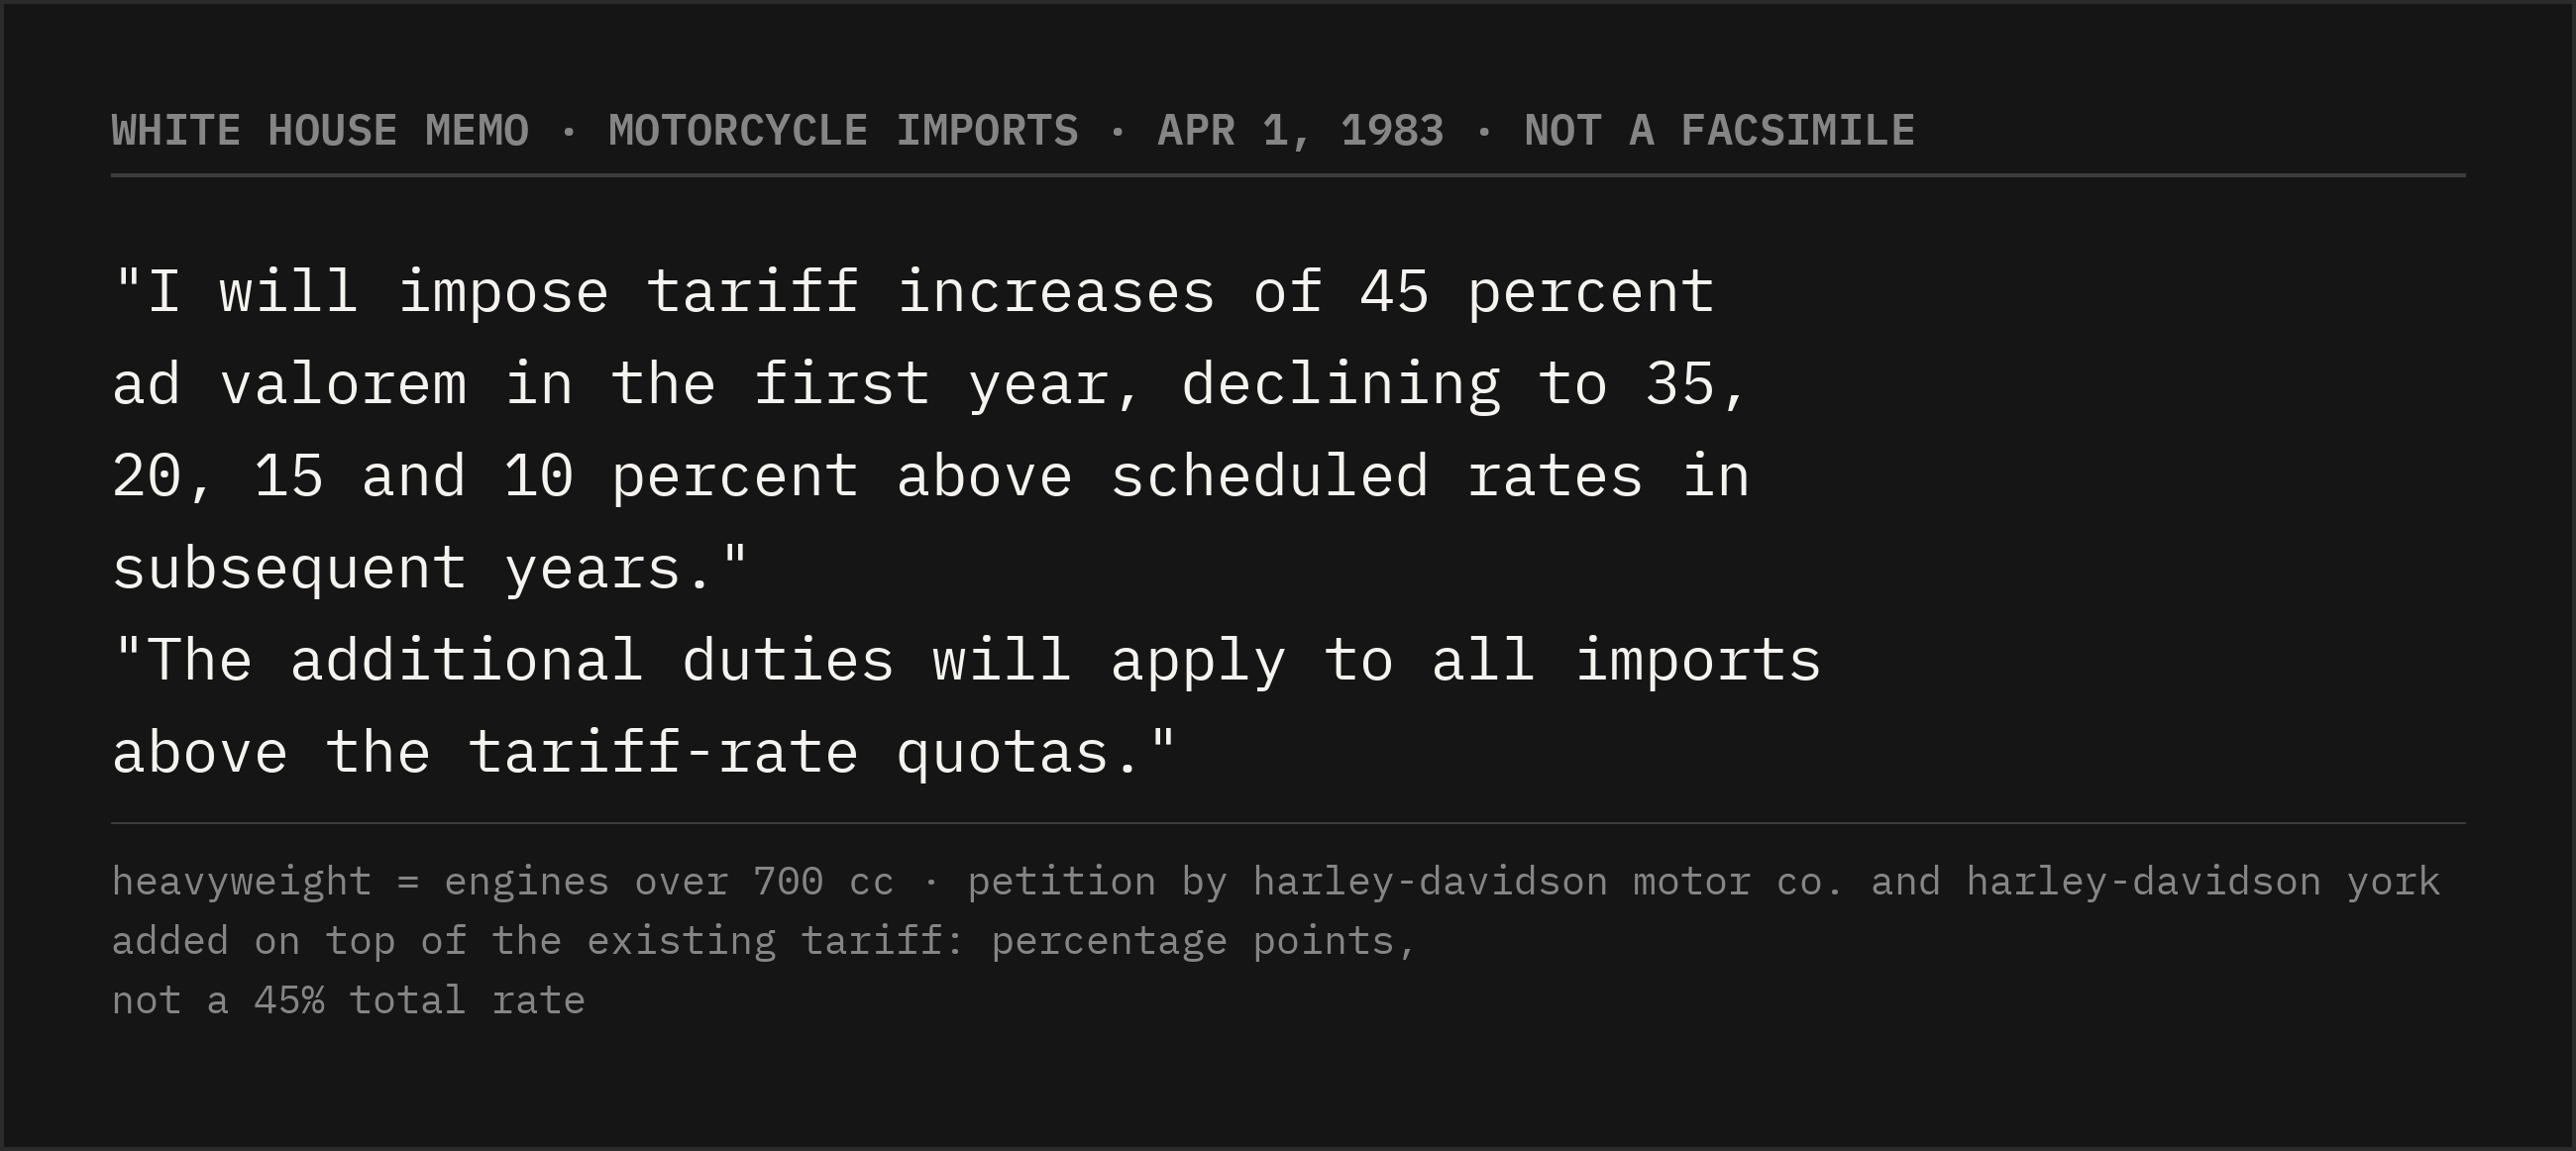 WHITE HOUSE MEMO · MOTORCYCLE IMPORTS · APR 1, 1983 · NOT A FACSIMILE
"I will impose tariff increases of 45 percent
ad valorem in the first year, declining to 35,
20, 15 and 10 percent above scheduled rates in
subsequent years."
"The additional duties will apply to all imports
above the tariff-rate quotas."
heavyweight = engines over 700 cc · petition by harley-davidson motor co. and harley-davidson york
added on top of the existing tariff: percentage points,
not a 45% total rate